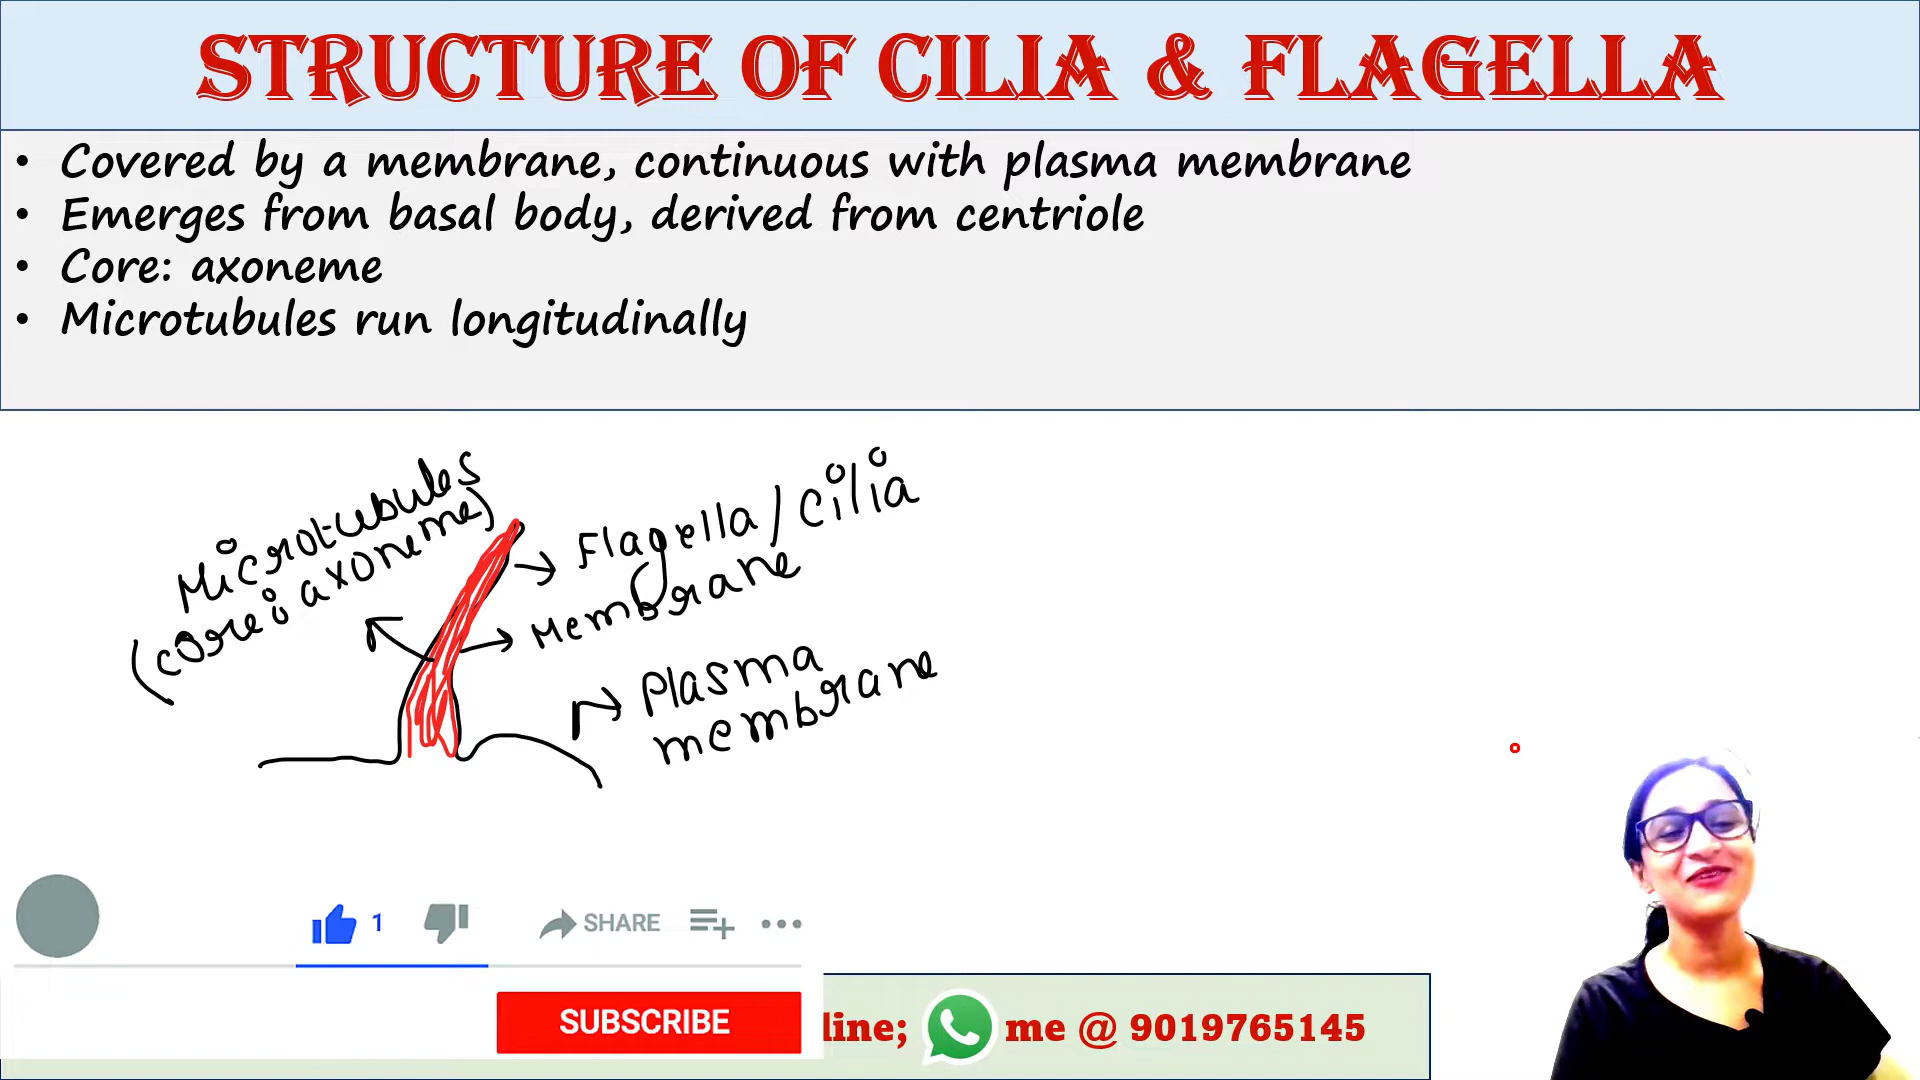 STRUCTURE OF CILIA & FLAGELLA
• Covered by a membrane, continuous with plasma membrane
• Emerges from basal body, derived from centriole
• Core: axoneme
• Microtubules run longitudinally
Microtubules
(core: axoneme)
Flagella/cilia
Membrane
Plasma
membrane
1
SHARE
SUBSCRIBE
line; me @ 9019765145